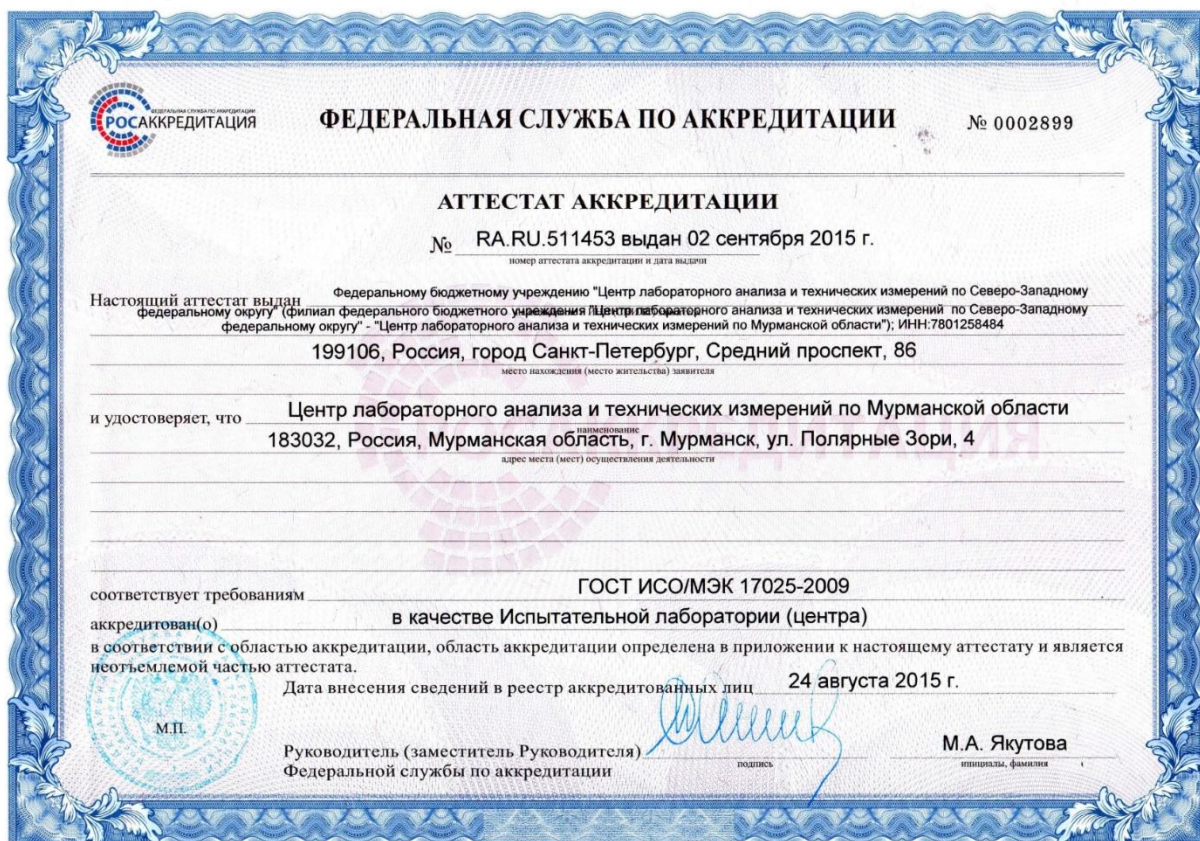 ФЕДЕРАЛЬНАЯ СЛУЖБА ПО АККРЕДИТАЦИИ
РОСАККРЕДИТАЦИЯ
ФЕДЕРАЛЬНАЯ СЛУЖБА ПО АККРЕДИТАЦИИ
№ 0002899
АТТЕСТАТ АККРЕДИТАЦИИ
№ RA.RU.511453 выдан 02 сентября 2015 г.
номер аттестата аккредитации и дата выдачи
Настоящий аттестат выдан Федеральному бюджетному учреждению "Центр лабораторного анализа и технических измерений по Северо-Западному
федеральному округу" (филиал федерального бюджетного учреждения "Центр лабораторного анализа и технических измерений по Северо-Западному
федеральному округу" - "Центр лабораторного анализа и технических измерений по Мурманской области"); ИНН:7801258484
199106, Россия, город Санкт-Петербург, Средний проспект, 86
место нахождения (место жительства) заявителя
и удостоверяет, что Центр лабораторного анализа и технических измерений по Мурманской области
наименование
183032, Россия, Мурманская область, г. Мурманск, ул. Полярные Зори, 4
адрес места (мест) осуществления деятельности
соответствует требованиям ГОСТ ИСО/МЭК 17025-2009
аккредитован(о) в качестве Испытательной лаборатории (центра)
в соответствии с областью аккредитации, область аккредитации определена в приложении к настоящему аттестату и является
неотъемлемой частью аттестата.
Дата внесения сведений в реестр аккредитованных лиц 24 августа 2015 г.
М.П.
Руководитель (заместитель Руководителя)
Федеральной службы по аккредитации
подпись
М.А. Якутова
инициалы, фамилия